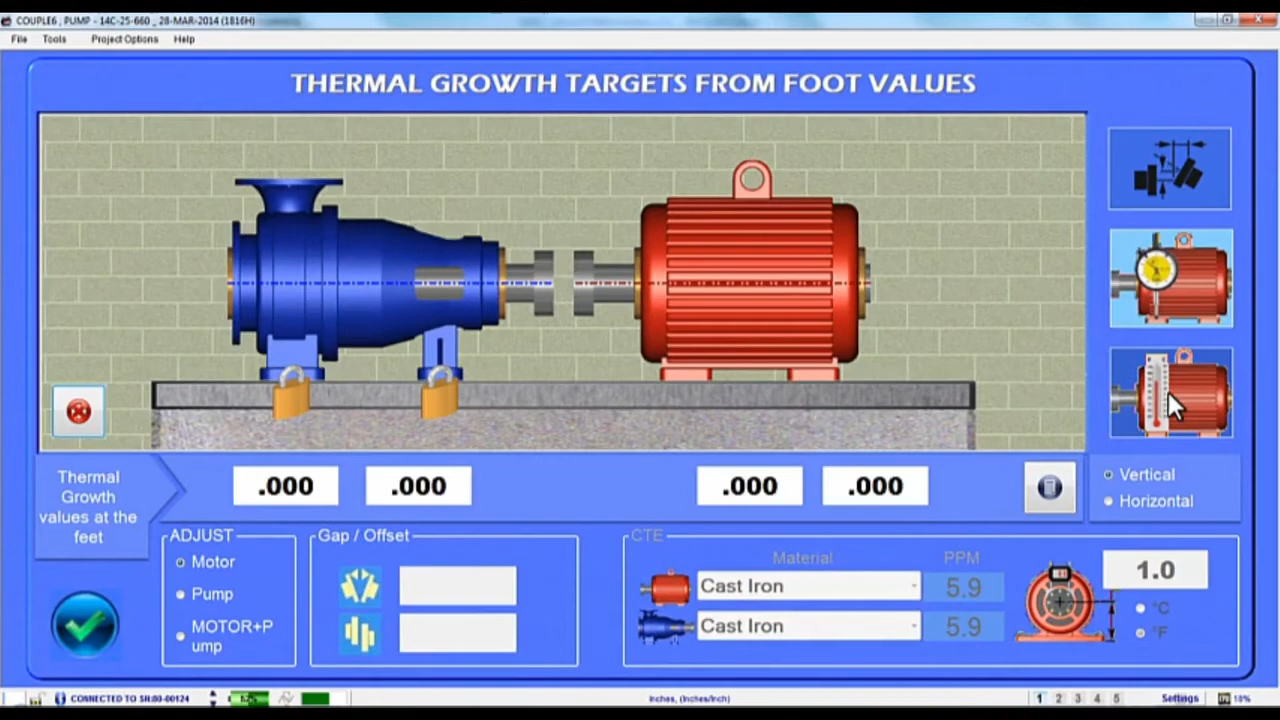 COUPLE6 , PUMP - 14C-25-660 _ 28-MAR-2014 (1816H)
File Tools Project Options Help
THERMAL GROWTH TARGETS FROM FOOT VALUES
Thermal
Growth
values at the
feet
.000 .000 .000 .000
Vertical
Horizontal
ADJUST
Motor
Pump
MOTOR+P
ump
Gap / Offset
CTE
Material PPM
Cast Iron 5.9
Cast Iron 5.9
1.0
°C
°F
CONNECTED TO SH:00-00124
Inches, (Inches/Inch)
1 2 3 4 5
Settings
18%